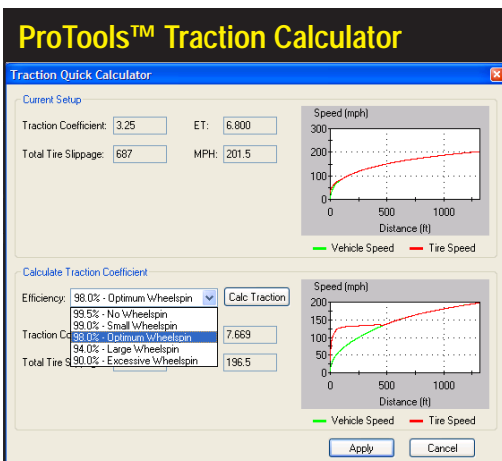 ProTools™ Traction Calculator
Traction Quick Calculator
Current Setup
Traction Coefficient: 3.25 ET: 6.800
Total Tire Slippage: 687 MPH: 201.5
Speed (mph)
300
200
100
0
0 500 1000
Distance (ft)
Vehicle Speed Tire Speed
Calculate Traction Coefficient
Efficiency: 98.0% - Optimum Wheelspin Calc Traction
99.5% - No Wheelspin
99.0% - Small Wheelspin
98.0% - Optimum Wheelspin
94.0% - Large Wheelspin
90.0% - Excessive Wheelspin
Traction Co 7.669
Total Tire S 196.5
Speed (mph)
200
150
100
50
0
0 500 1000
Distance (ft)
Vehicle Speed Tire Speed
Apply Cancel